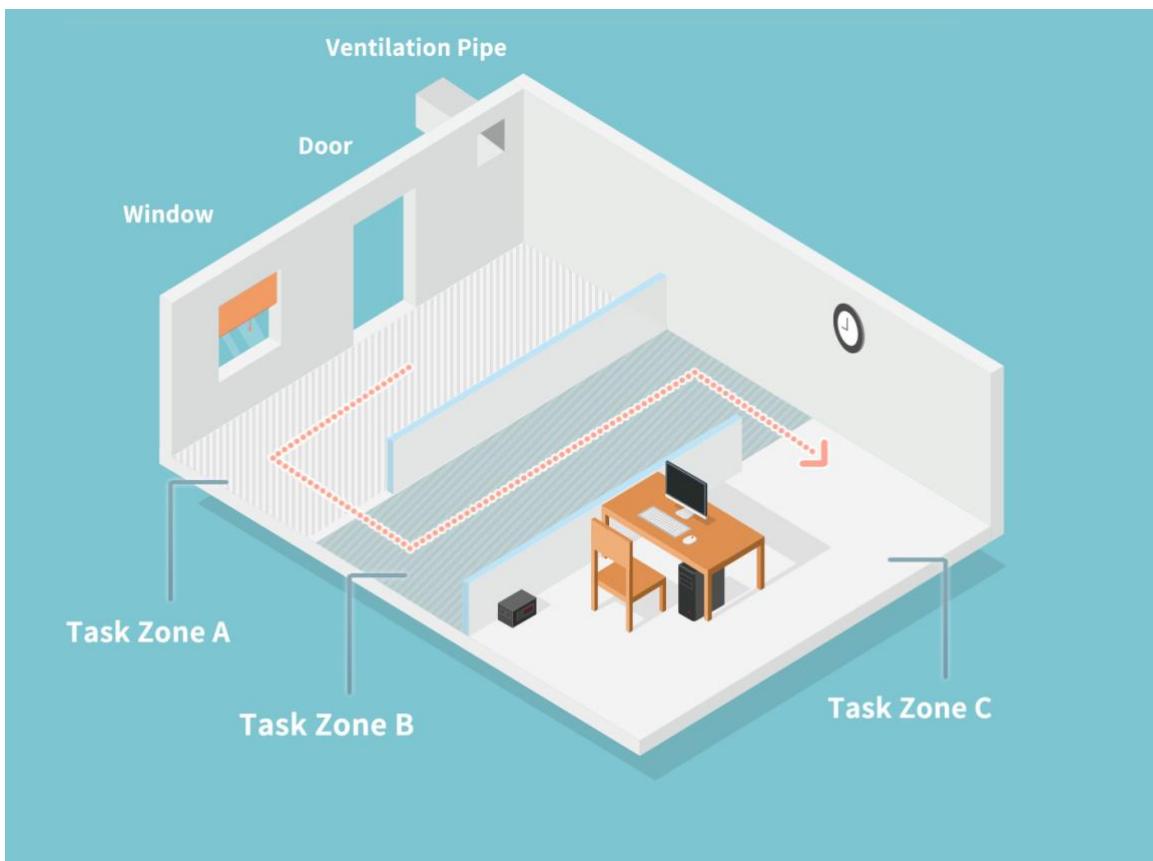 Ventilation Pipe
Door
Window
Task Zone A
Task Zone B
Task Zone C